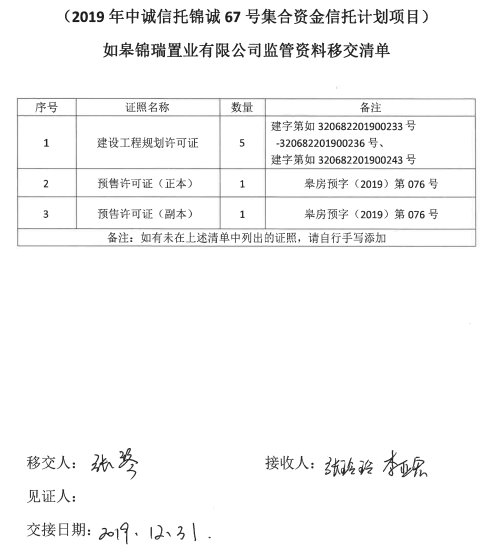 （2019 年中诚信托锦诚 67 号集合资金信托计划项目）
如皋锦瑞置业有限公司监管资料移交清单
序号 证照名称 数量 备注
1 建设工程规划许可证 5 建字第如 320682201900233 号
-320682201900236 号、
建字第如 320682201900243 号
2 预售许可证（正本） 1 皋房预字（2019）第 076 号
3 预售许可证（副本） 1 皋房预字（2019）第 076 号
备注：如有未在上述清单中列出的证照，请自行手写添加
移交人：张琴 接收人：张玲玲
见证人：
交接日期：2019.12.31.